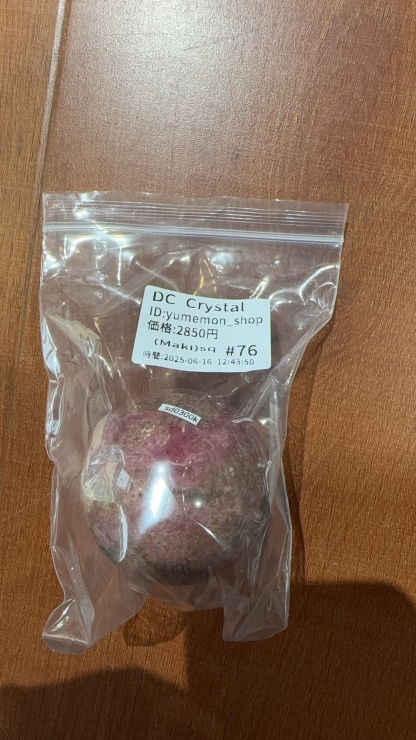 DC Crystal
ID:yumemon_shop
価格:2850円
(Maki)sq #76
時間:2025-06-16 12:43:50
sd0300k